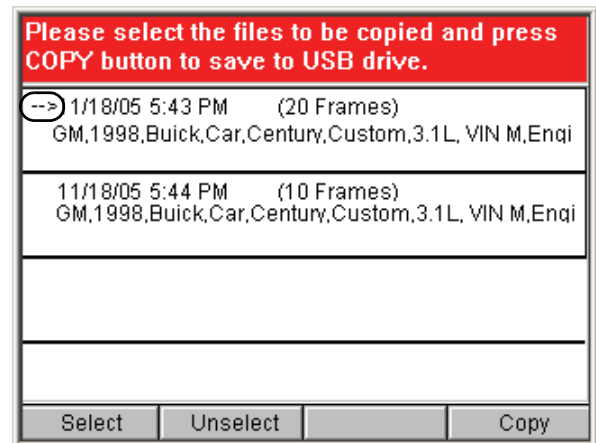 Please select the files to be copied and press
COPY button to save to USB drive.
--> 1/18/05 5:43 PM (20 Frames)
GM,1998,Buick,Car,Century,Custom,3.1L, VIN M,Engi
11/18/05 5:44 PM (10 Frames)
GM,1998,Buick,Car,Century,Custom,3.1L, VIN M,Engi
Select Unselect Copy